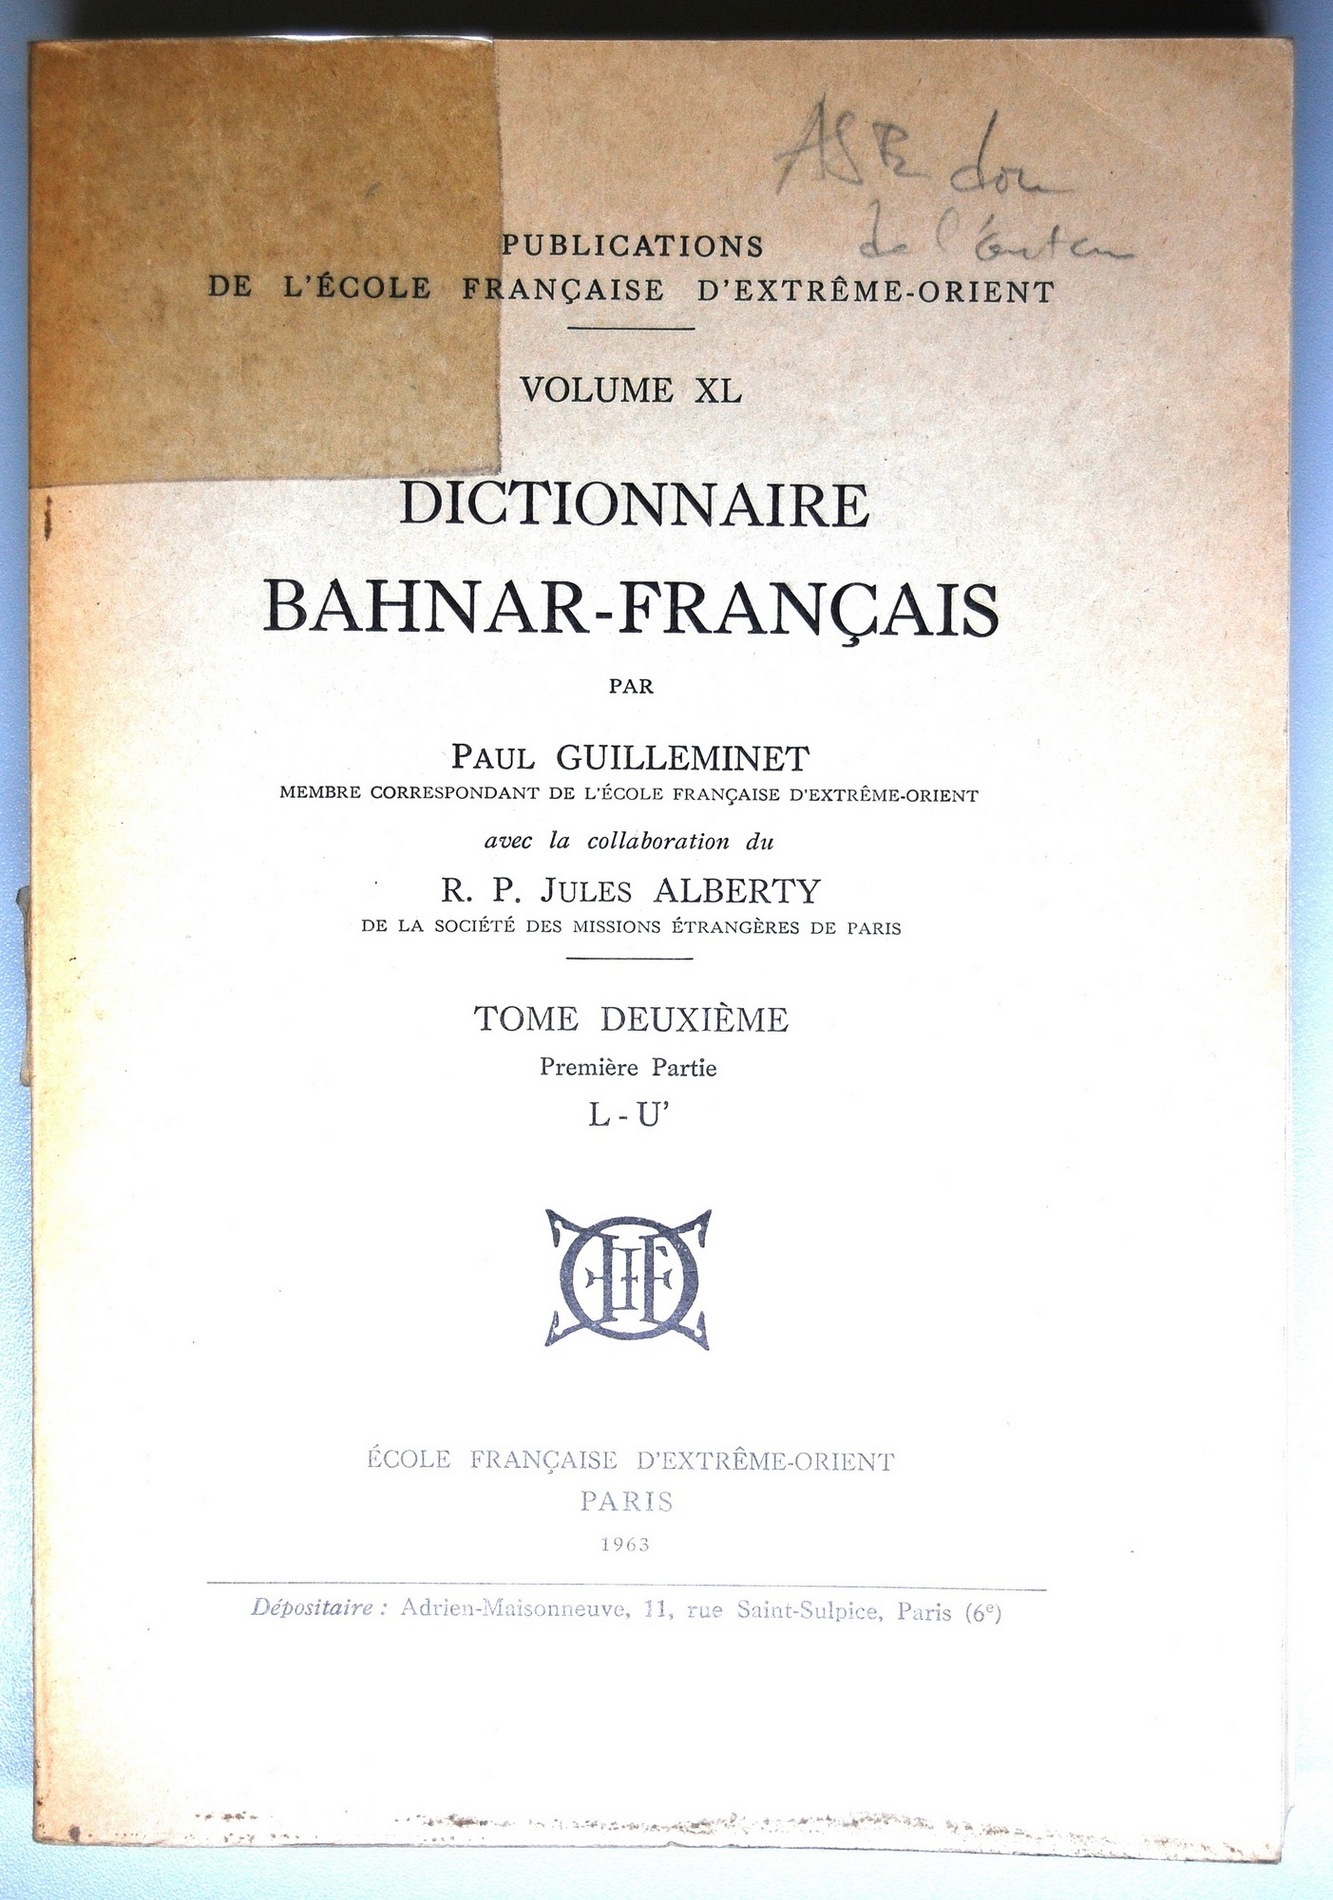 don
de l'
PUBLICATIONS
DE L'ÉCOLE FRANÇAISE D'EXTRÊME-ORIENT
VOLUME XL
DICTIONNAIRE
BAHNAR-FRANÇAIS
PAR
PAUL GUILLEMINET
MEMBRE CORRESPONDANT DE L'ÉCOLE FRANÇAISE D'EXTRÊME-ORIENT
avec la collaboration du
R. P. JULES ALBERTY
DE LA SOCIÉTÉ DES MISSIONS ÉTRANGÈRES DE PARIS
TOME DEUXIÈME
Première Partie
L - U'
ÉCOLE FRANÇAISE D'EXTRÊME-ORIENT
PARIS
1963
Dépositaire : Adrien-Maisonneuve, 11, rue Saint-Sulpice, Paris (6e)